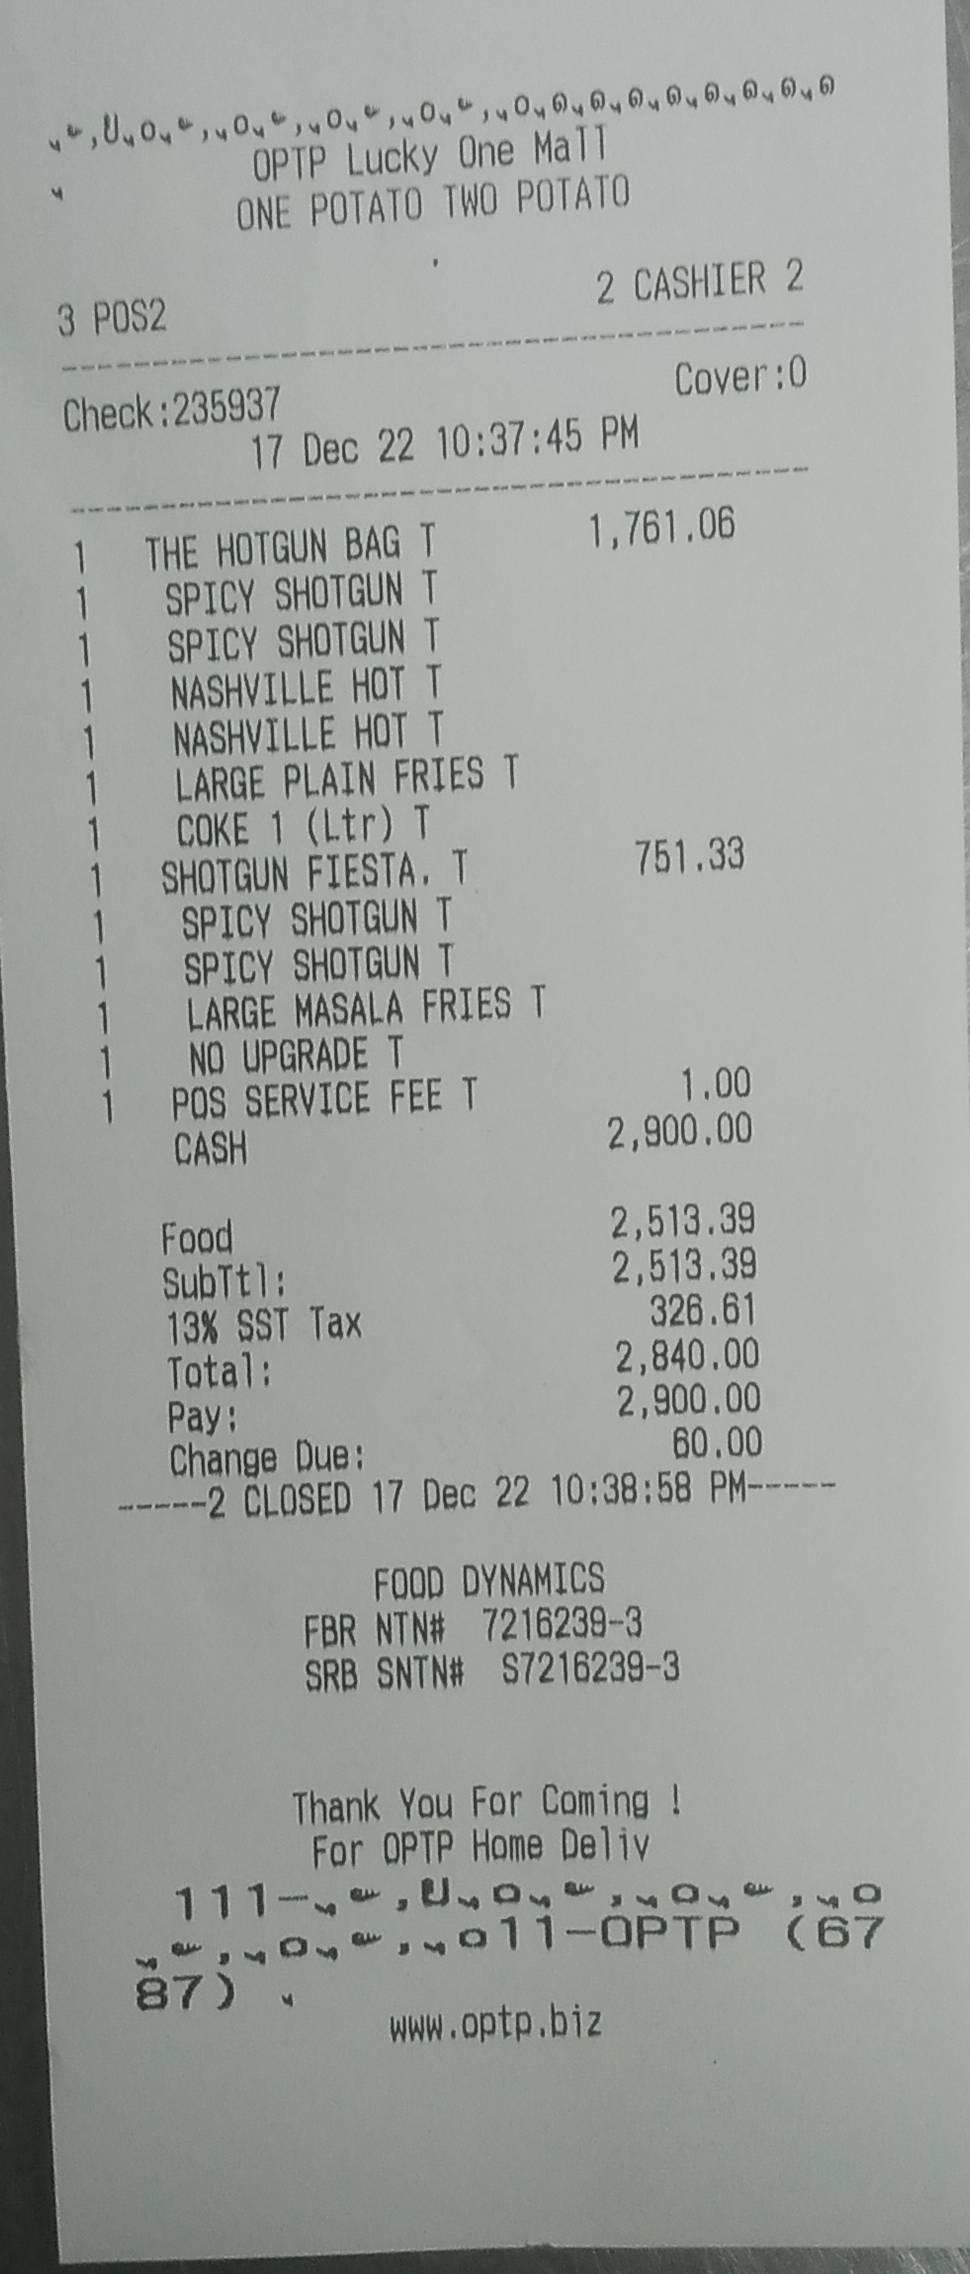 OPTP Lucky One Mall
ONE POTATO TWO POTATO
3 POS2 2 CASHIER 2
Check:235937 Cover:0
17 Dec 22 10:37:45 PM
1 THE HOTGUN BAG T 1,761.06
1 SPICY SHOTGUN T
1 SPICY SHOTGUN T
1 NASHVILLE HOT T
1 NASHVILLE HOT T
1 LARGE PLAIN FRIES T
1 COKE 1 (Ltr) T
1 SHOTGUN FIESTA. T 751.33
1 SPICY SHOTGUN T
1 SPICY SHOTGUN T
1 LARGE MASALA FRIES T
1 NO UPGRADE T
1 POS SERVICE FEE T 1.00
CASH 2,900.00
Food 2,513.39
SubTtl: 2,513.39
13% SST Tax 326.61
Total: 2,840.00
Pay: 2,900.00
Change Due: 60.00
-----2 CLOSED 17 Dec 22 10:38:58 PM-----
FOOD DYNAMICS
FBR NTN# 7216239-3
SRB SNTN# S7216239-3
Thank You For Coming !
For OPTP Home Deliv
111-
11-OPTP (67
87)
www.optp.biz